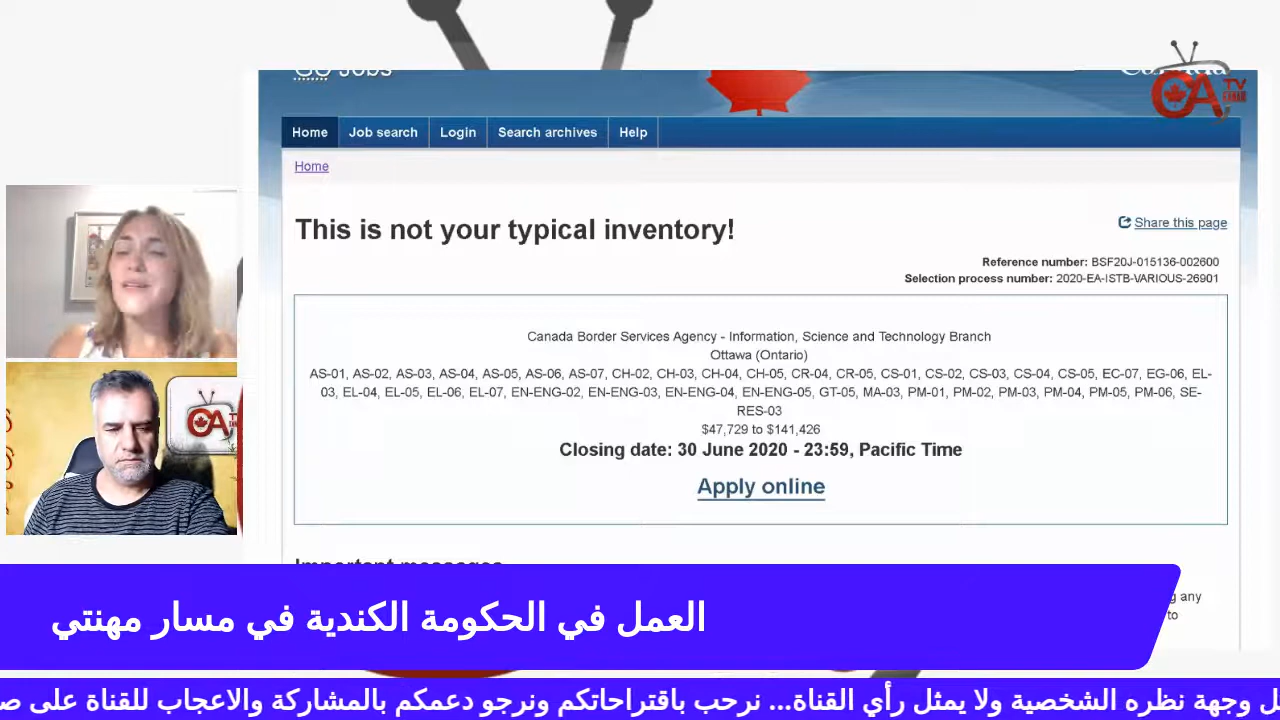 GC Jobs
Canada
CA TV
Home Job search Login Search archives Help
Home
This is not your typical inventory!
Share this page
Reference number: BSF20J-015136-002600
Selection process number: 2020-EA-ISTB-VARIOUS-26901
Canada Border Services Agency - Information, Science and Technology Branch
Ottawa (Ontario)
AS-01, AS-02, AS-03, AS-04, AS-05, AS-06, AS-07, CH-02, CH-03, CH-04, CH-05, CR-04, CR-05, CS-01, CS-02, CS-03, CS-04, CS-05, EC-07, EG-06, EL-
03, EL-04, EL-05, EL-06, EL-07, EN-ENG-02, EN-ENG-03, EN-ENG-04, EN-ENG-05, GT-05, MA-03, PM-01, PM-02, PM-03, PM-04, PM-05, PM-06, SE-
RES-03
$47,729 to $141,426
Closing date: 30 June 2020 - 23:59, Pacific Time
Apply online
Important messages
any
to
العمل في الحكومة الكندية في مسار مهنتي
ل وجهة نظره الشخصية ولا يمثل رأي القناة... نرحب باقتراحاتكم ونرجو دعمكم بالمشاركة والاعجاب للقناة على ص